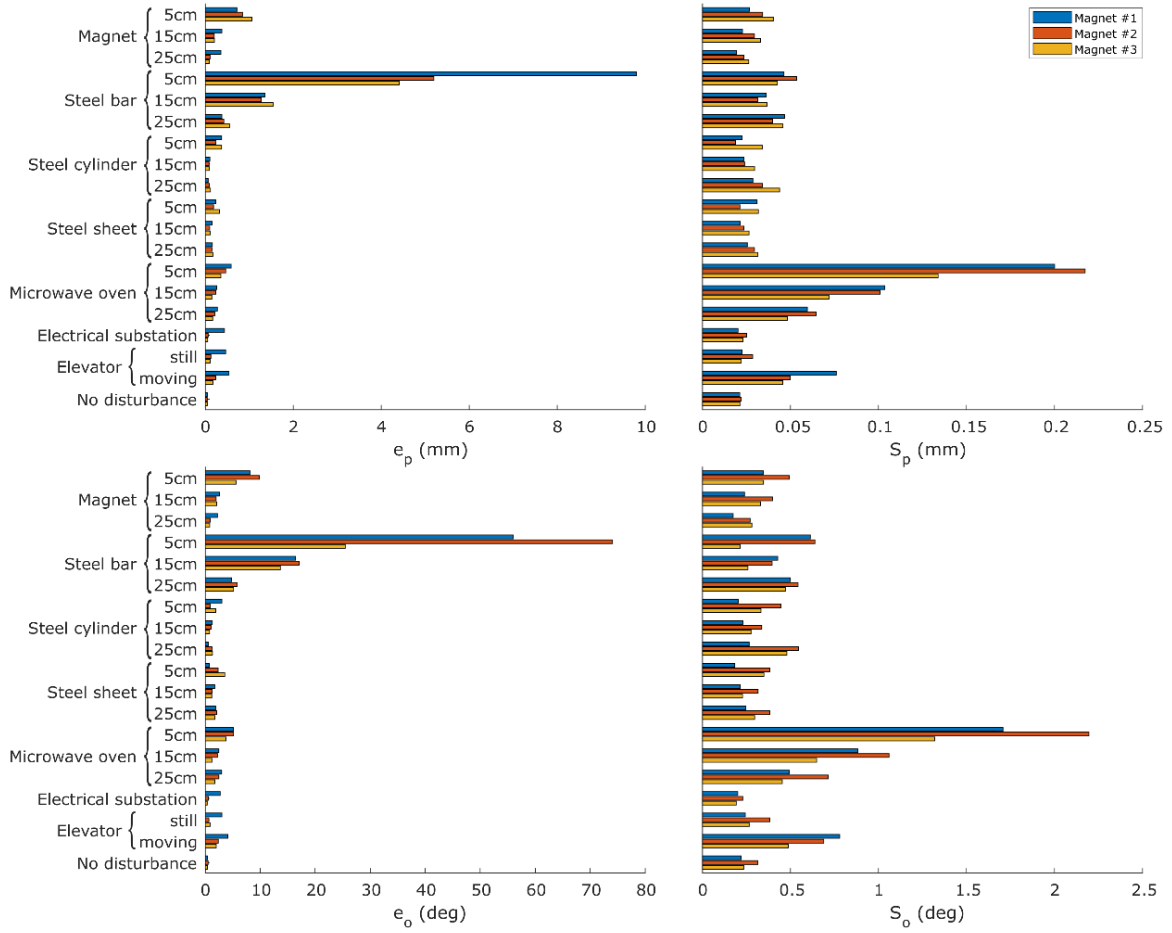 Magnet #1
Magnet #2
Magnet #3
Magnet
5cm
15cm
25cm
Steel bar
5cm
15cm
25cm
Steel cylinder
5cm
15cm
25cm
Steel sheet
5cm
15cm
25cm
Microwave oven
5cm
15cm
25cm
Electrical substation
Elevator
still
moving
No disturbance
0 2 4 6 8 10
e_p (mm)
0 0.05 0.1 0.15 0.2 0.25
S_p (mm)
Magnet
5cm
15cm
25cm
Steel bar
5cm
15cm
25cm
Steel cylinder
5cm
15cm
25cm
Steel sheet
5cm
15cm
25cm
Microwave oven
5cm
15cm
25cm
Electrical substation
Elevator
still
moving
No disturbance
0 10 20 30 40 50 60 70 80
e_o (deg)
0 0.5 1 1.5 2 2.5
S_o (deg)